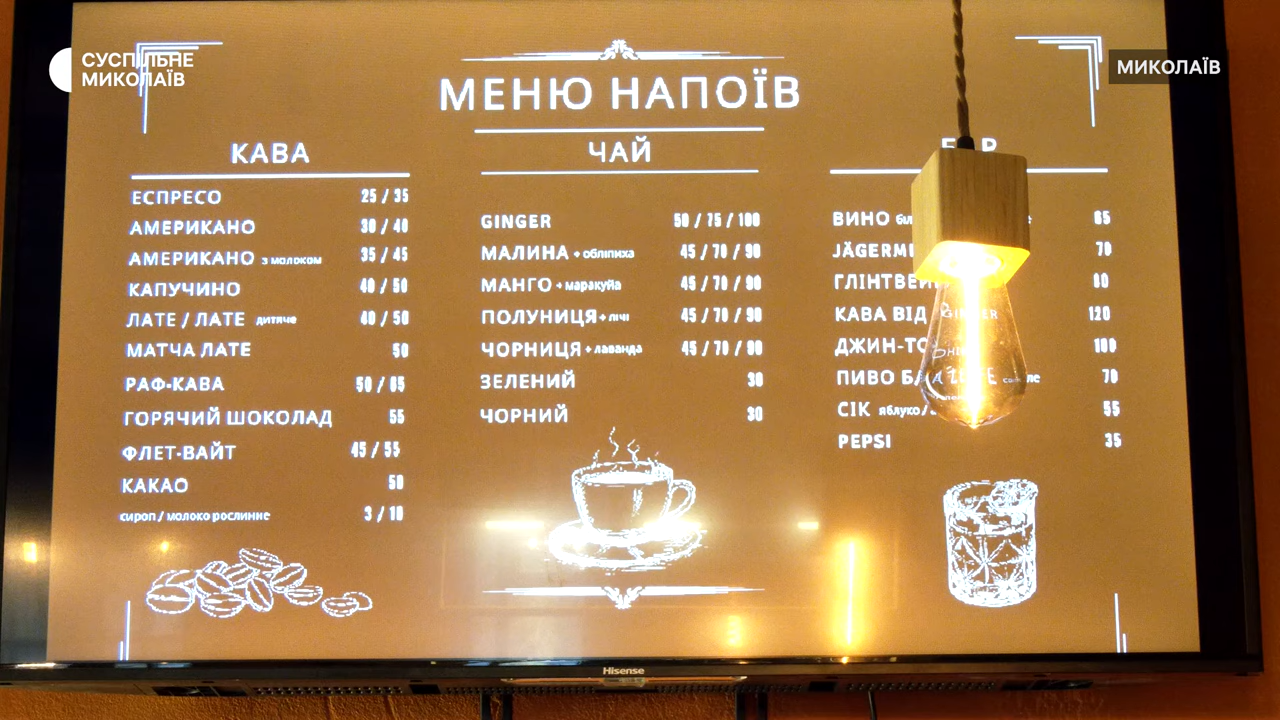 СУСПІЛЬНЕ
МИКОЛАЇВ
МИКОЛАЇВ
МЕНЮ НАПОЇВ
КАВА
ЕСПРЕСО 25 / 35
АМЕРИКАНО 30 / 40
АМЕРИКАНО з молоком 35 / 45
КАПУЧИНО 40 / 50
ЛАТЕ / ЛАТЕ дитяче 40 / 50
МАТЧА ЛАТЕ 50
РАФ-КАВА 50 / 65
ГОРЯЧИЙ ШОКОЛАД 55
ФЛЕТ-ВАЙТ 45 / 55
КАКАО 50
сироп / молоко рослинне 3 / 10
ЧАЙ
GINGER 50 / 75 / 100
МАЛИНА + обліпиха 45 / 70 / 90
МАНГО + маракуйа 45 / 70 / 90
ПОЛУНИЦЯ + лічі 45 / 70 / 90
ЧОРНИЦЯ + лаванда 45 / 70 / 90
ЗЕЛЕНИЙ 30
ЧОРНИЙ 30
ВИНО 65
70
80
КАВА ВІД GINGER 120
100
ПИВО 70
СІК яблуко 55
PEPSI 35
Hisense